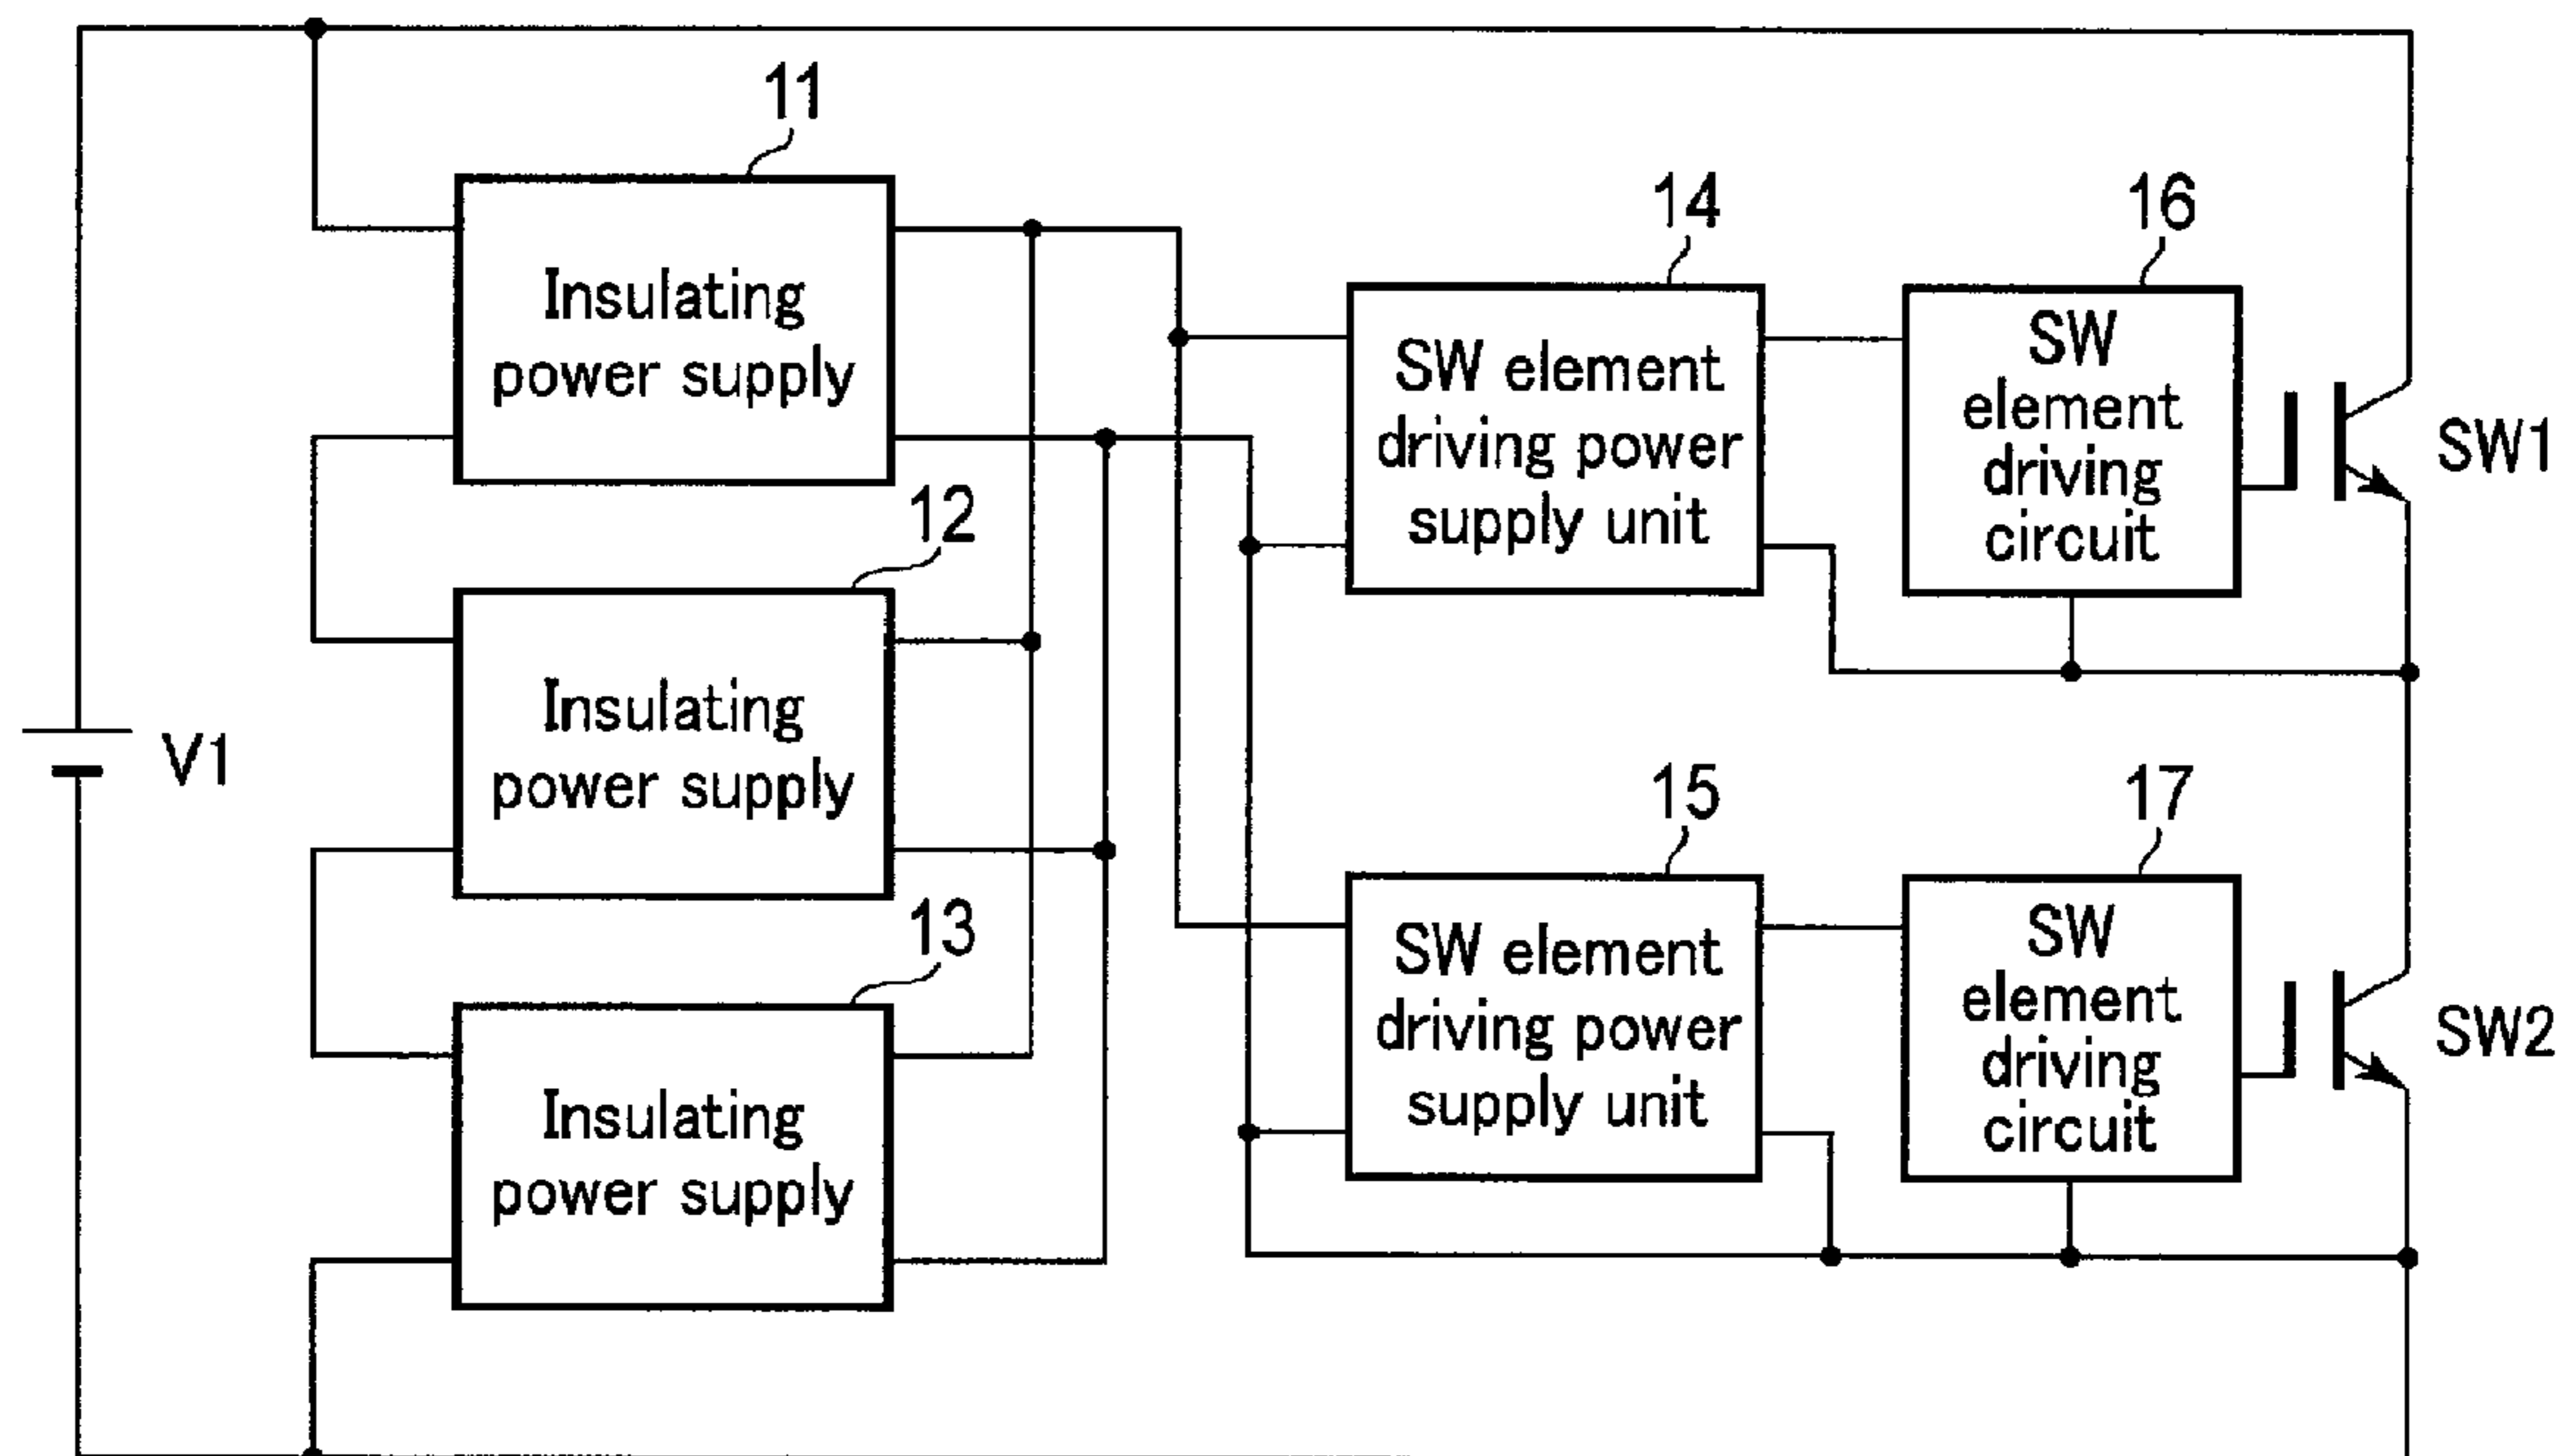 11
Insulating
power supply
12
Insulating
power supply
13
Insulating
power supply
V1
14
SW element
driving power
supply unit
16
SW
element
driving
circuit
SW1
15
SW element
driving power
supply unit
17
SW
element
driving
circuit
SW2